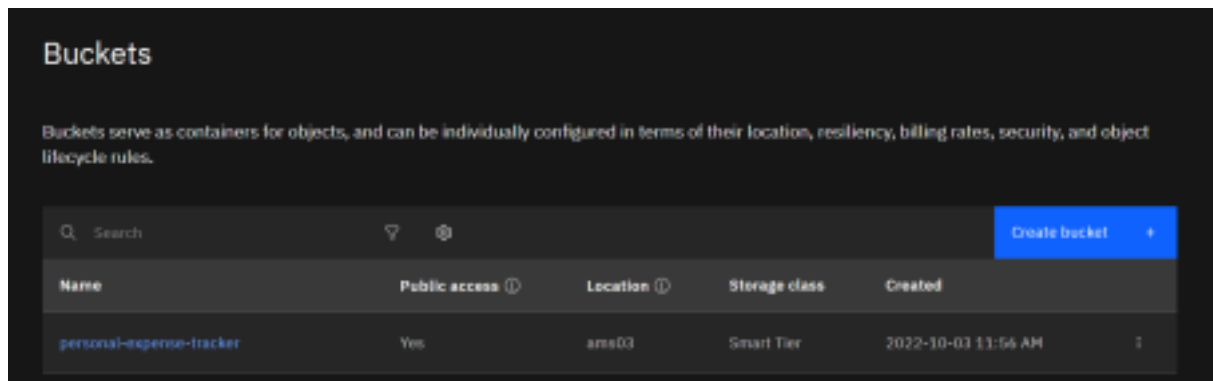 Buckets
Buckets serve as containers for objects, and can be individually configured in terms of their location, resiliency, billing rates, security, and object
lifecycle rules.
Search Create bucket +
Name Public access ⓘ Location ⓘ Storage class Created
personal-expense-tracker Yes ams03 Smart Tier 2022-10-03 11:56 AM